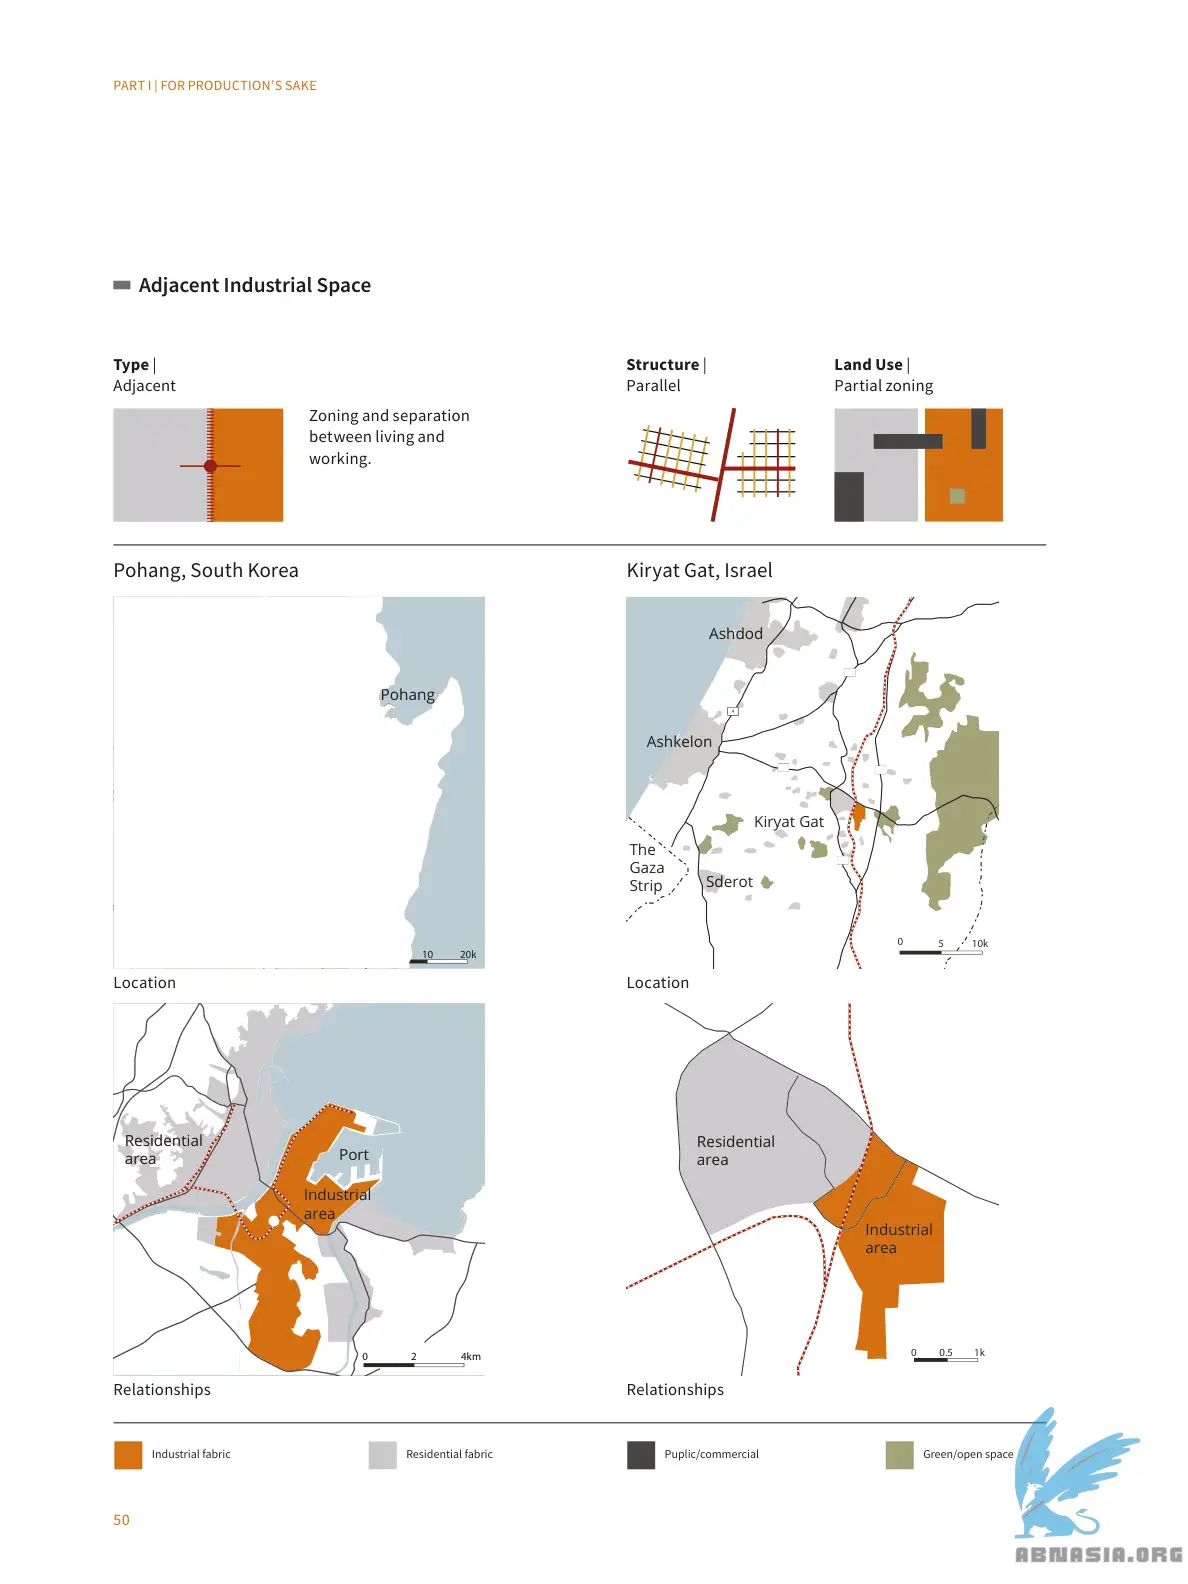 PART I | FOR PRODUCTION'S SAKE
Adjacent Industrial Space
Type |
Adjacent
Zoning and separation
between living and
working.
Structure |
Parallel
Land Use |
Partial zoning
Pohang, South Korea
Pohang
10 20k
Location
Residential
area
Port
Industrial
area
0 2 4km
Relationships
Kiryat Gat, Israel
Ashdod
4
Ashkelon
Kiryat Gat
The
Gaza
Strip
Sderot
0 5 10k
Location
Residential
area
Industrial
area
0 0.5 1k
Relationships
Industrial fabric
Residential fabric
Puplic/commercial
Green/open space
50
ABNASIA.ORG